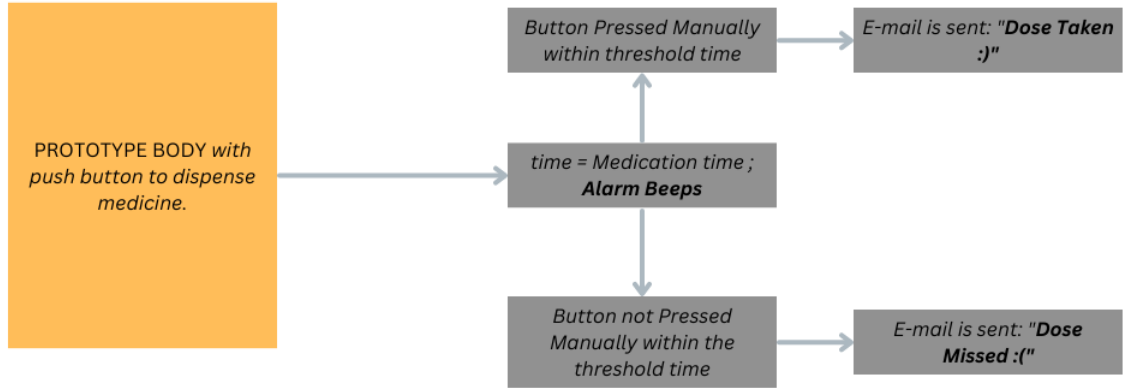 PROTOTYPE BODY with
push button to dispense
medicine.
Button Pressed Manually
within threshold time
E-mail is sent: "Dose Taken
:)"
time = Medication time ;
Alarm Beeps
Button not Pressed
Manually within the
threshold time
E-mail is sent: "Dose
Missed :("